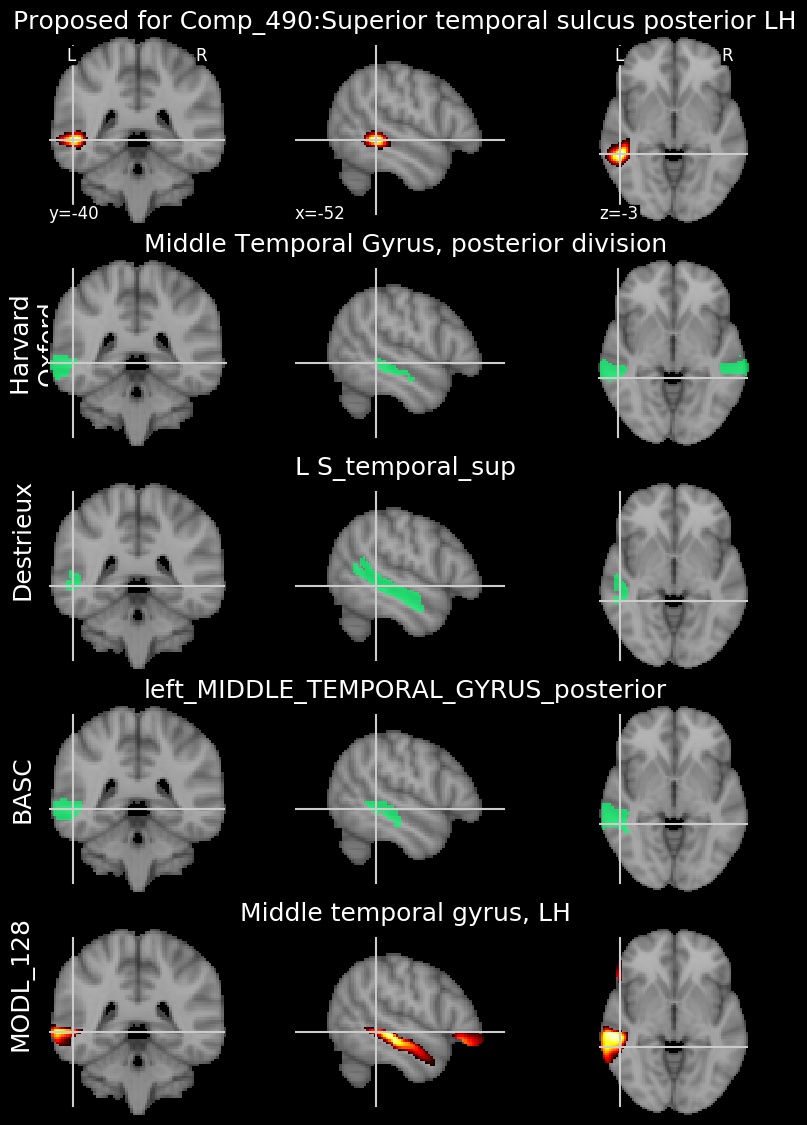 Proposed for Comp_490:Superior temporal sulcus posterior LH
L R L R
y=-40 x=-52 z=-3
Middle Temporal Gyrus, posterior division
Harvard
Oxford
L S_temporal_sup
Destrieux
left_MIDDLE_TEMPORAL_GYRUS_posterior
BASC
Middle temporal gyrus, LH
MODL_128